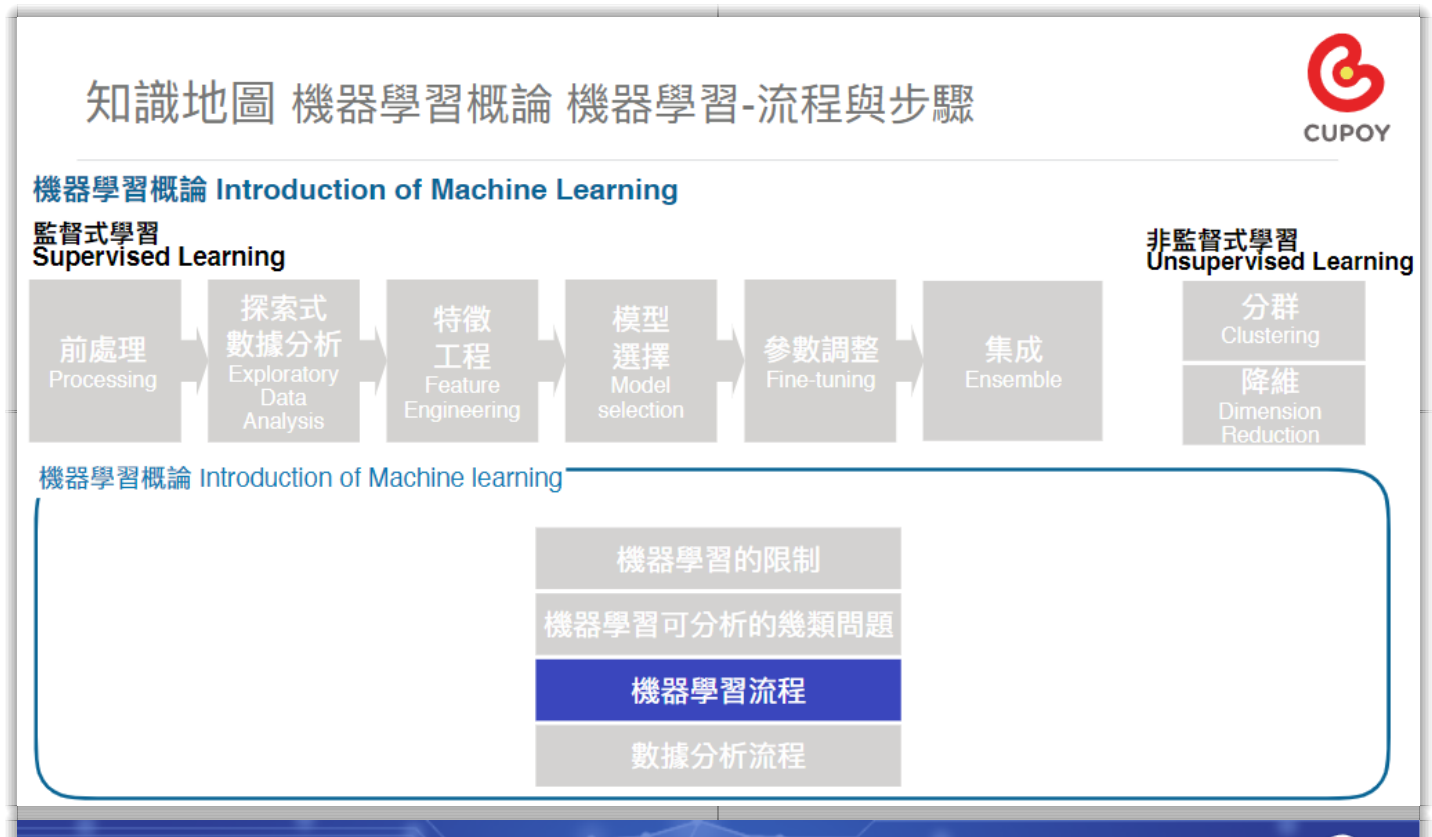 知識地圖 機器學習概論 機器學習-流程與步驟
CUPOY
機器學習概論 Introduction of Machine Learning
監督式學習
Supervised Learning
前處理
Processing
探索式
數據分析
Exploratory
Data
Analysis
特徵
工程
Feature
Engineering
模型
選擇
Model
selection
參數調整
Fine-tuning
集成
Ensemble
非監督式學習
Unsupervised Learning
分群
Clustering
降維
Dimension
Reduction
機器學習概論 Introduction of Machine learning
機器學習的限制
機器學習可分析的幾類問題
機器學習流程
數據分析流程